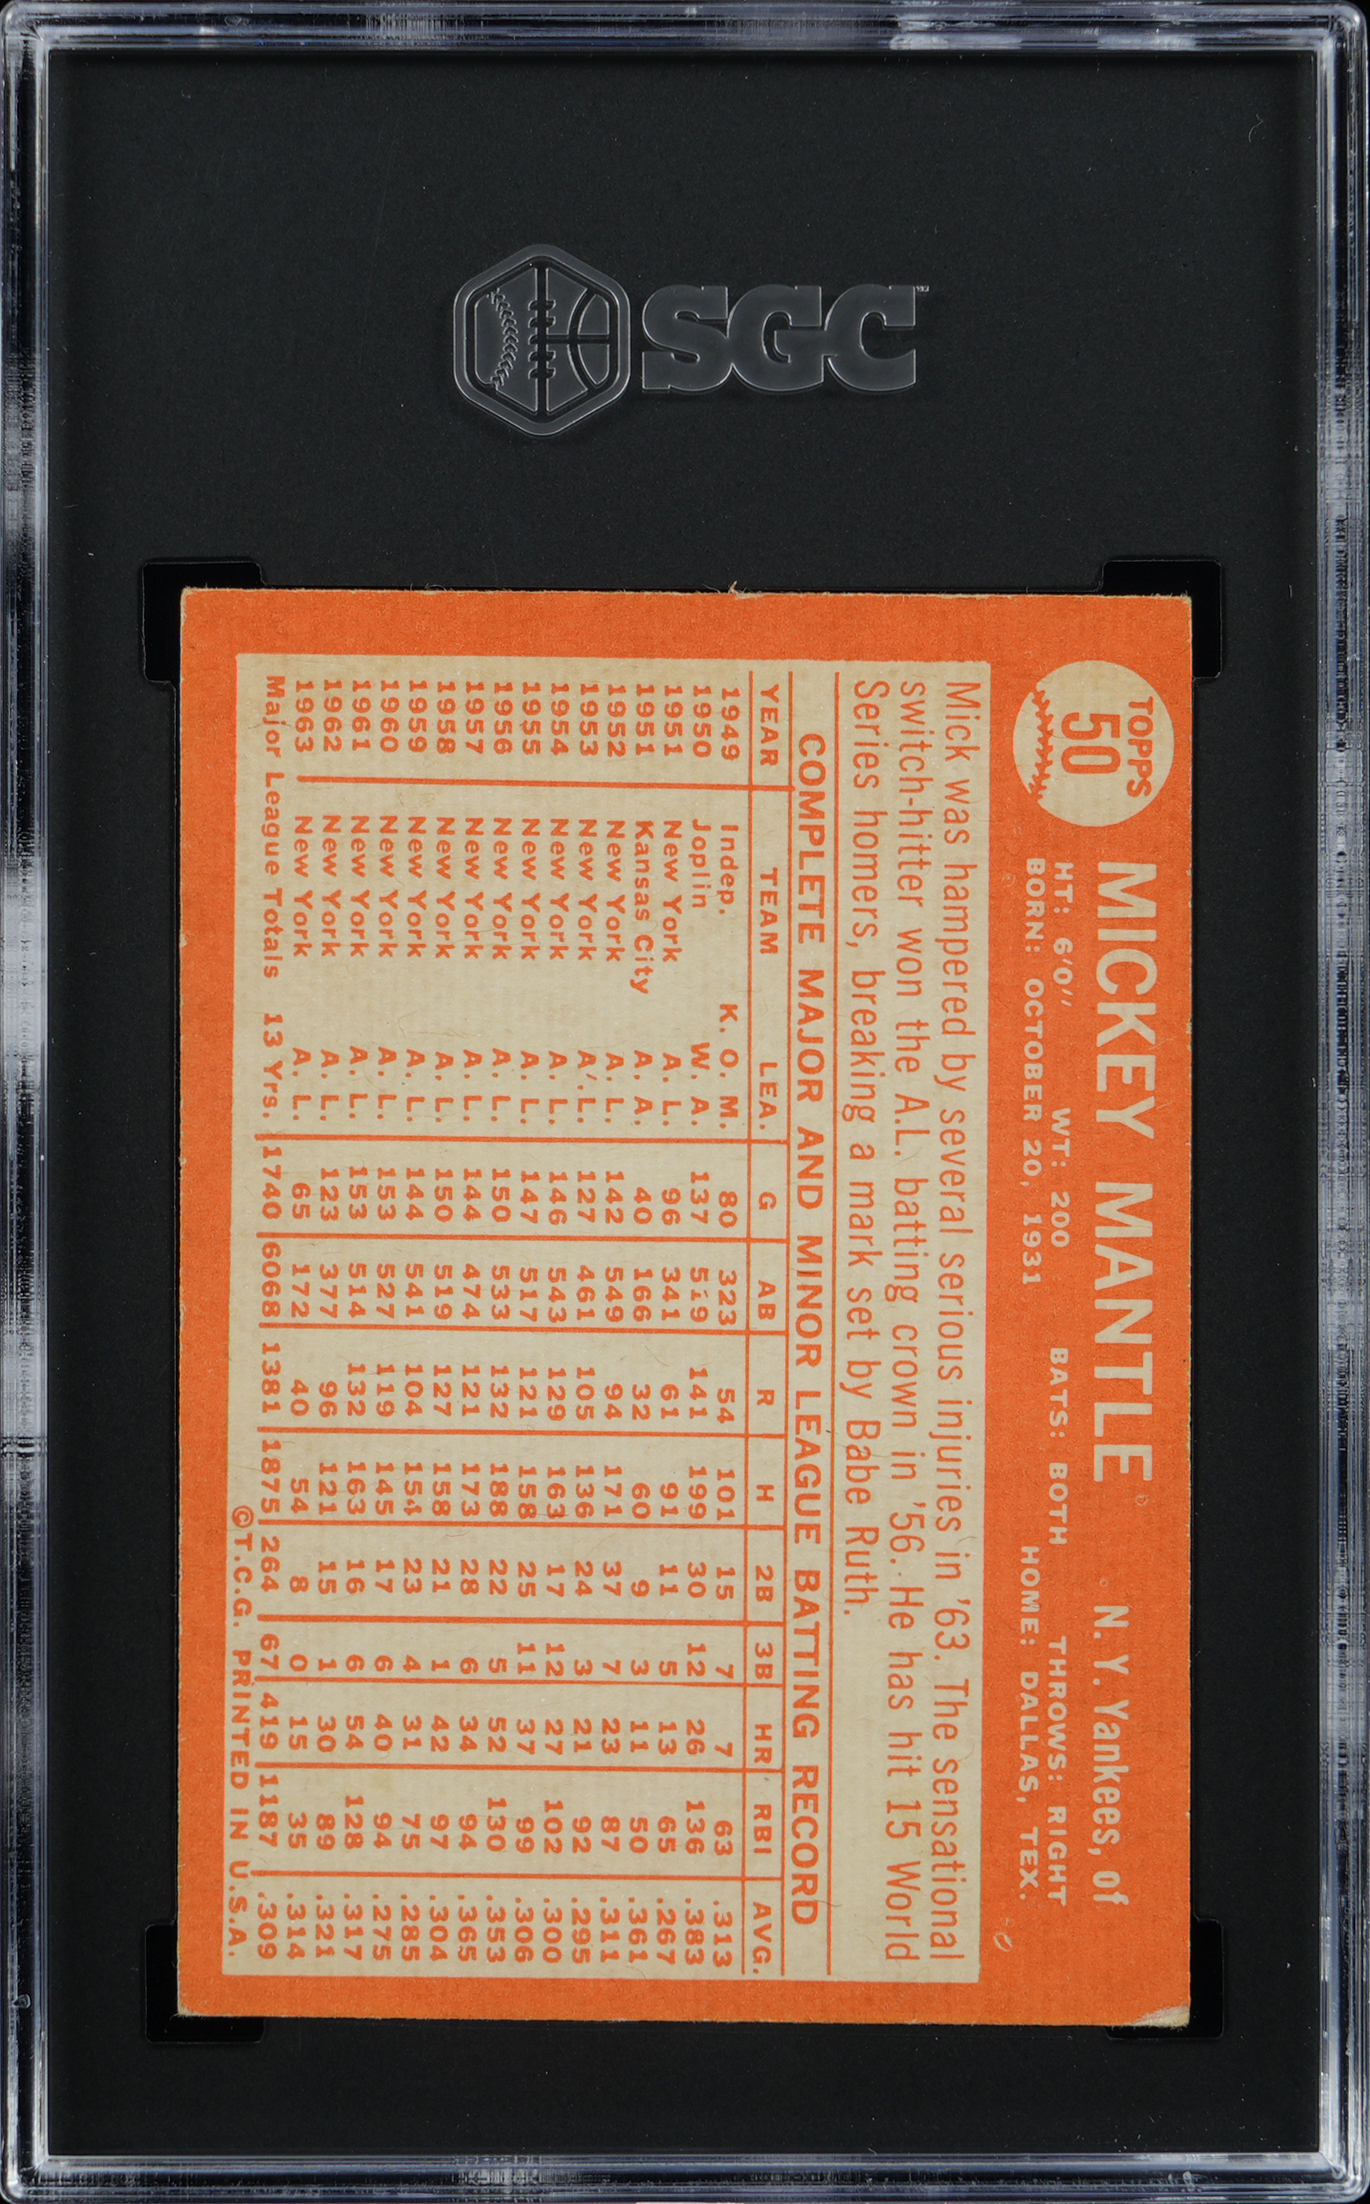 SGC
TOPPS
50
MICKEY MANTLE N. Y. Yankees, of
HT: 6'0" WT: 200 BATS: BOTH THROWS: RIGHT
BORN: OCTOBER 20, 1931 HOME: DALLAS, TEX.
Mick was hampered by several serious injuries in '63. The sensational
switch-hitter won the A.L. batting crown in '56. He has hit 15 World
Series homers, breaking a mark set by Babe Ruth.
COMPLETE MAJOR AND MINOR LEAGUE BATTING RECORD
YEAR TEAM LEA. G AB R H 2B 3B HR RBI AVG.
1949 Indep. K. O. M. 80 323 54 101 15 7 7 63 .313
1950 Joplin W. A. 137 519 141 199 30 12 26 136 .383
1951 New York A. L. 96 341 61 91 11 5 13 65 .267
1951 Kansas City A. A. 40 166 32 60 9 3 11 50 .361
1952 New York A. L. 142 549 94 171 37 7 23 87 .311
1953 New York A. L. 127 461 105 136 24 3 21 92 .295
1954 New York A. L. 146 543 129 163 17 12 27 102 .300
1955 New York A. L. 147 517 121 158 25 11 37 99 .306
1956 New York A. L. 150 533 132 188 22 5 52 130 .353
1957 New York A. L. 144 474 121 173 28 6 34 94 .365
1958 New York A. L. 150 519 127 158 21 1 42 97 .304
1959 New York A. L. 144 541 104 154 23 4 31 75 .285
1960 New York A. L. 153 527 119 145 17 6 40 94 .275
1961 New York A. L. 153 514 132 163 16 6 54 128 .317
1962 New York A. L. 123 377 96 121 15 1 30 89 .321
1963 New York A. L. 65 172 40 54 8 0 15 35 .314
Major League Totals 13 Yrs. 1740 6068 1381 1875 264 67 419 1187 .309
©T.C.G. PRINTED IN U.S.A.